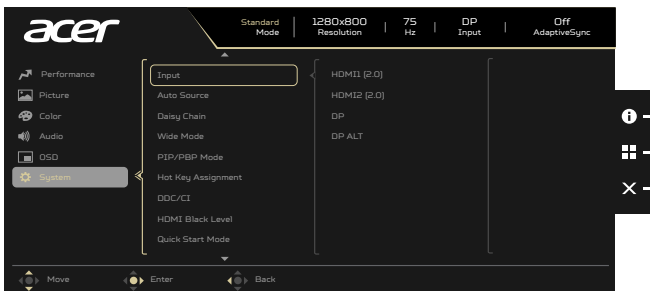 acer
Standard Mode
1280x800 Resolution
75 Hz
DP Input
Off AdaptiveSync
Performance
Picture
Color
Audio
OSD
System
Input
Auto Source
Daisy Chain
Wide Mode
PIP/PBP Mode
Hot Key Assignment
DDC/CI
HDMI Black Level
Quick Start Mode
HDMI1 (2.0)
HDMI2 (2.0)
DP
DP ALT
Move
Enter
Back